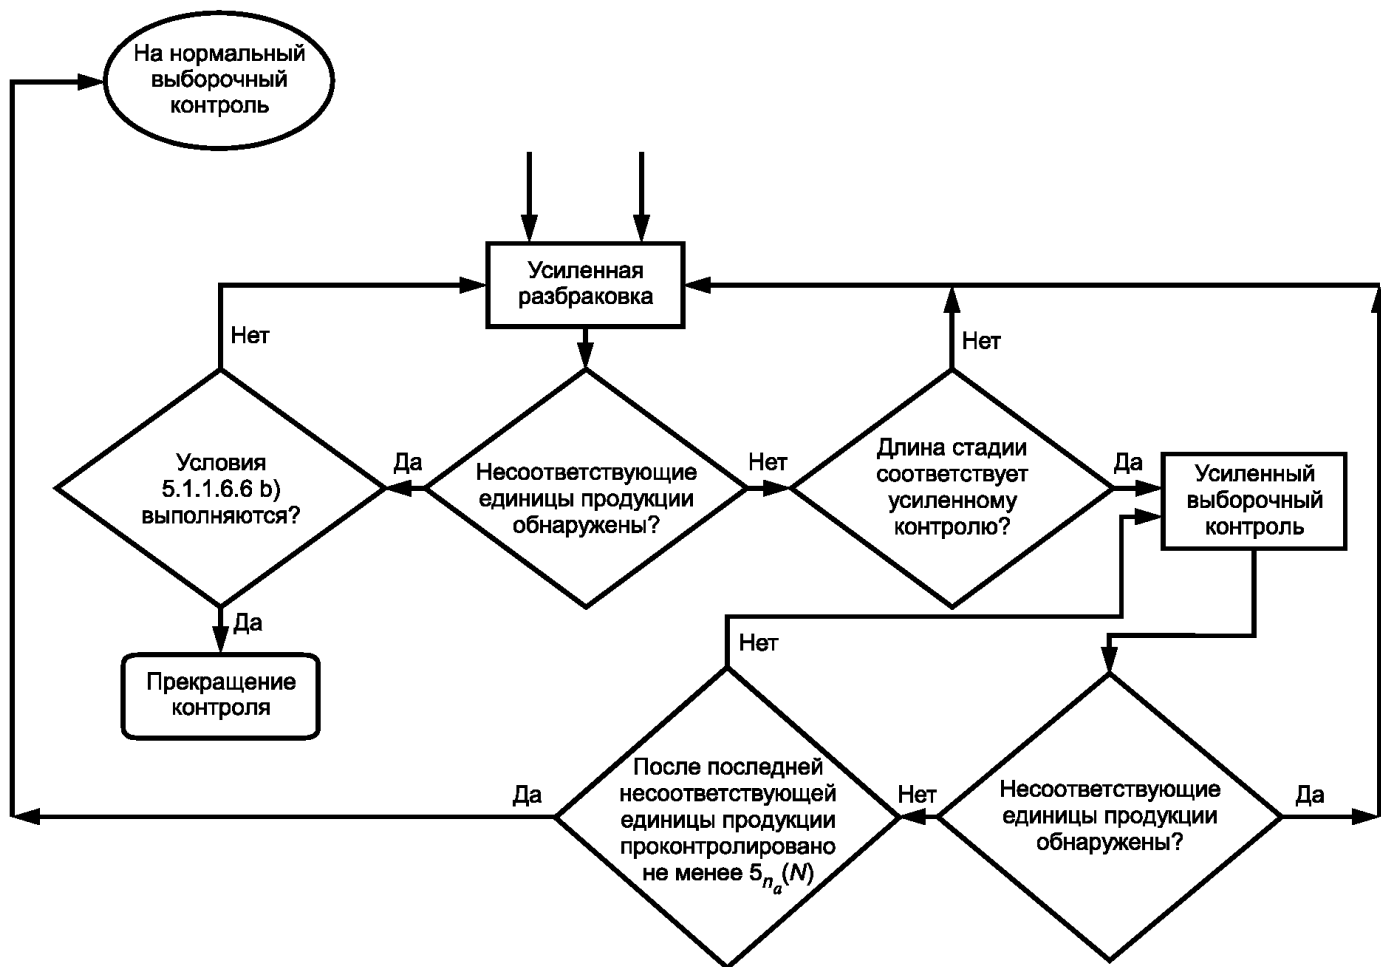 На нормальный
выборочный
контроль
Усиленная
разбраковка
Нет
Нет
Условия
5.1.1.6.6 b)
выполняются?
Да
Несоответствующие
единицы продукции
обнаружены?
Нет
Длина стадии
соответствует
усиленному
контролю?
Да
Усиленный
выборочный
контроль
Да
Прекращение
контроля
Нет
Да
После последней
несоответствующей
единицы продукции
проконтролировано
не менее 5nₐ(N)
Нет
Несоответствующие
единицы продукции
обнаружены?
Да